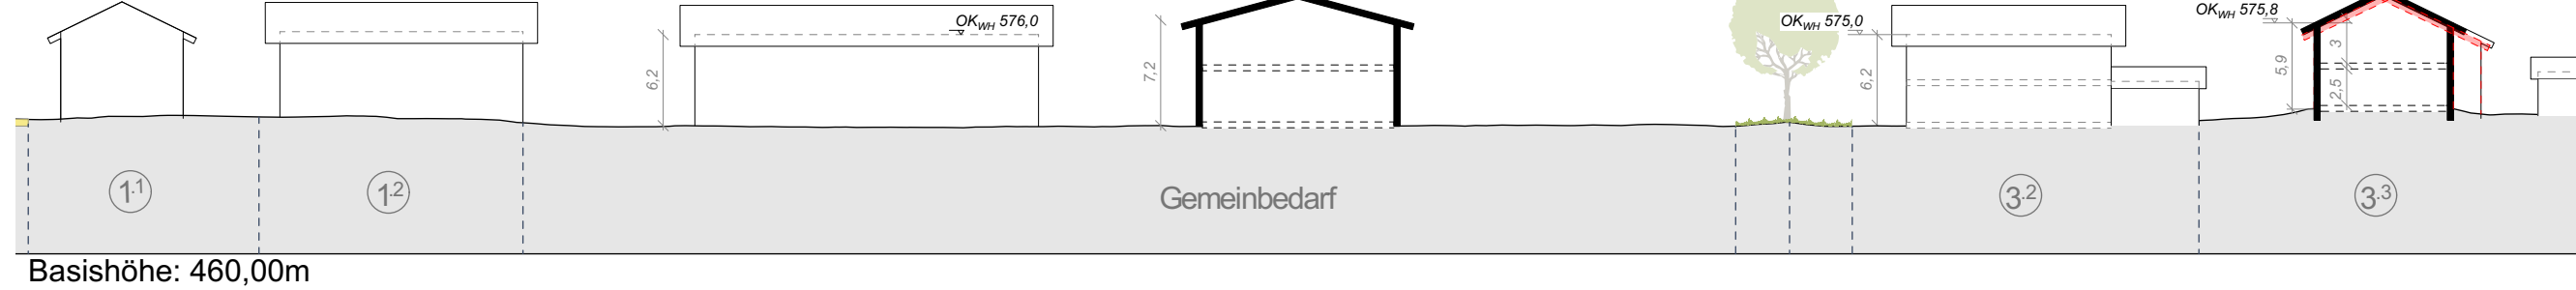 OKWH 576,0
OKWH 575,0
OKWH 575,8
6,2
7,2
6,2
5,9
3
2,5
1.1
1.2
Gemeinbedarf
3.2
3.3
Basishöhe: 460,00m